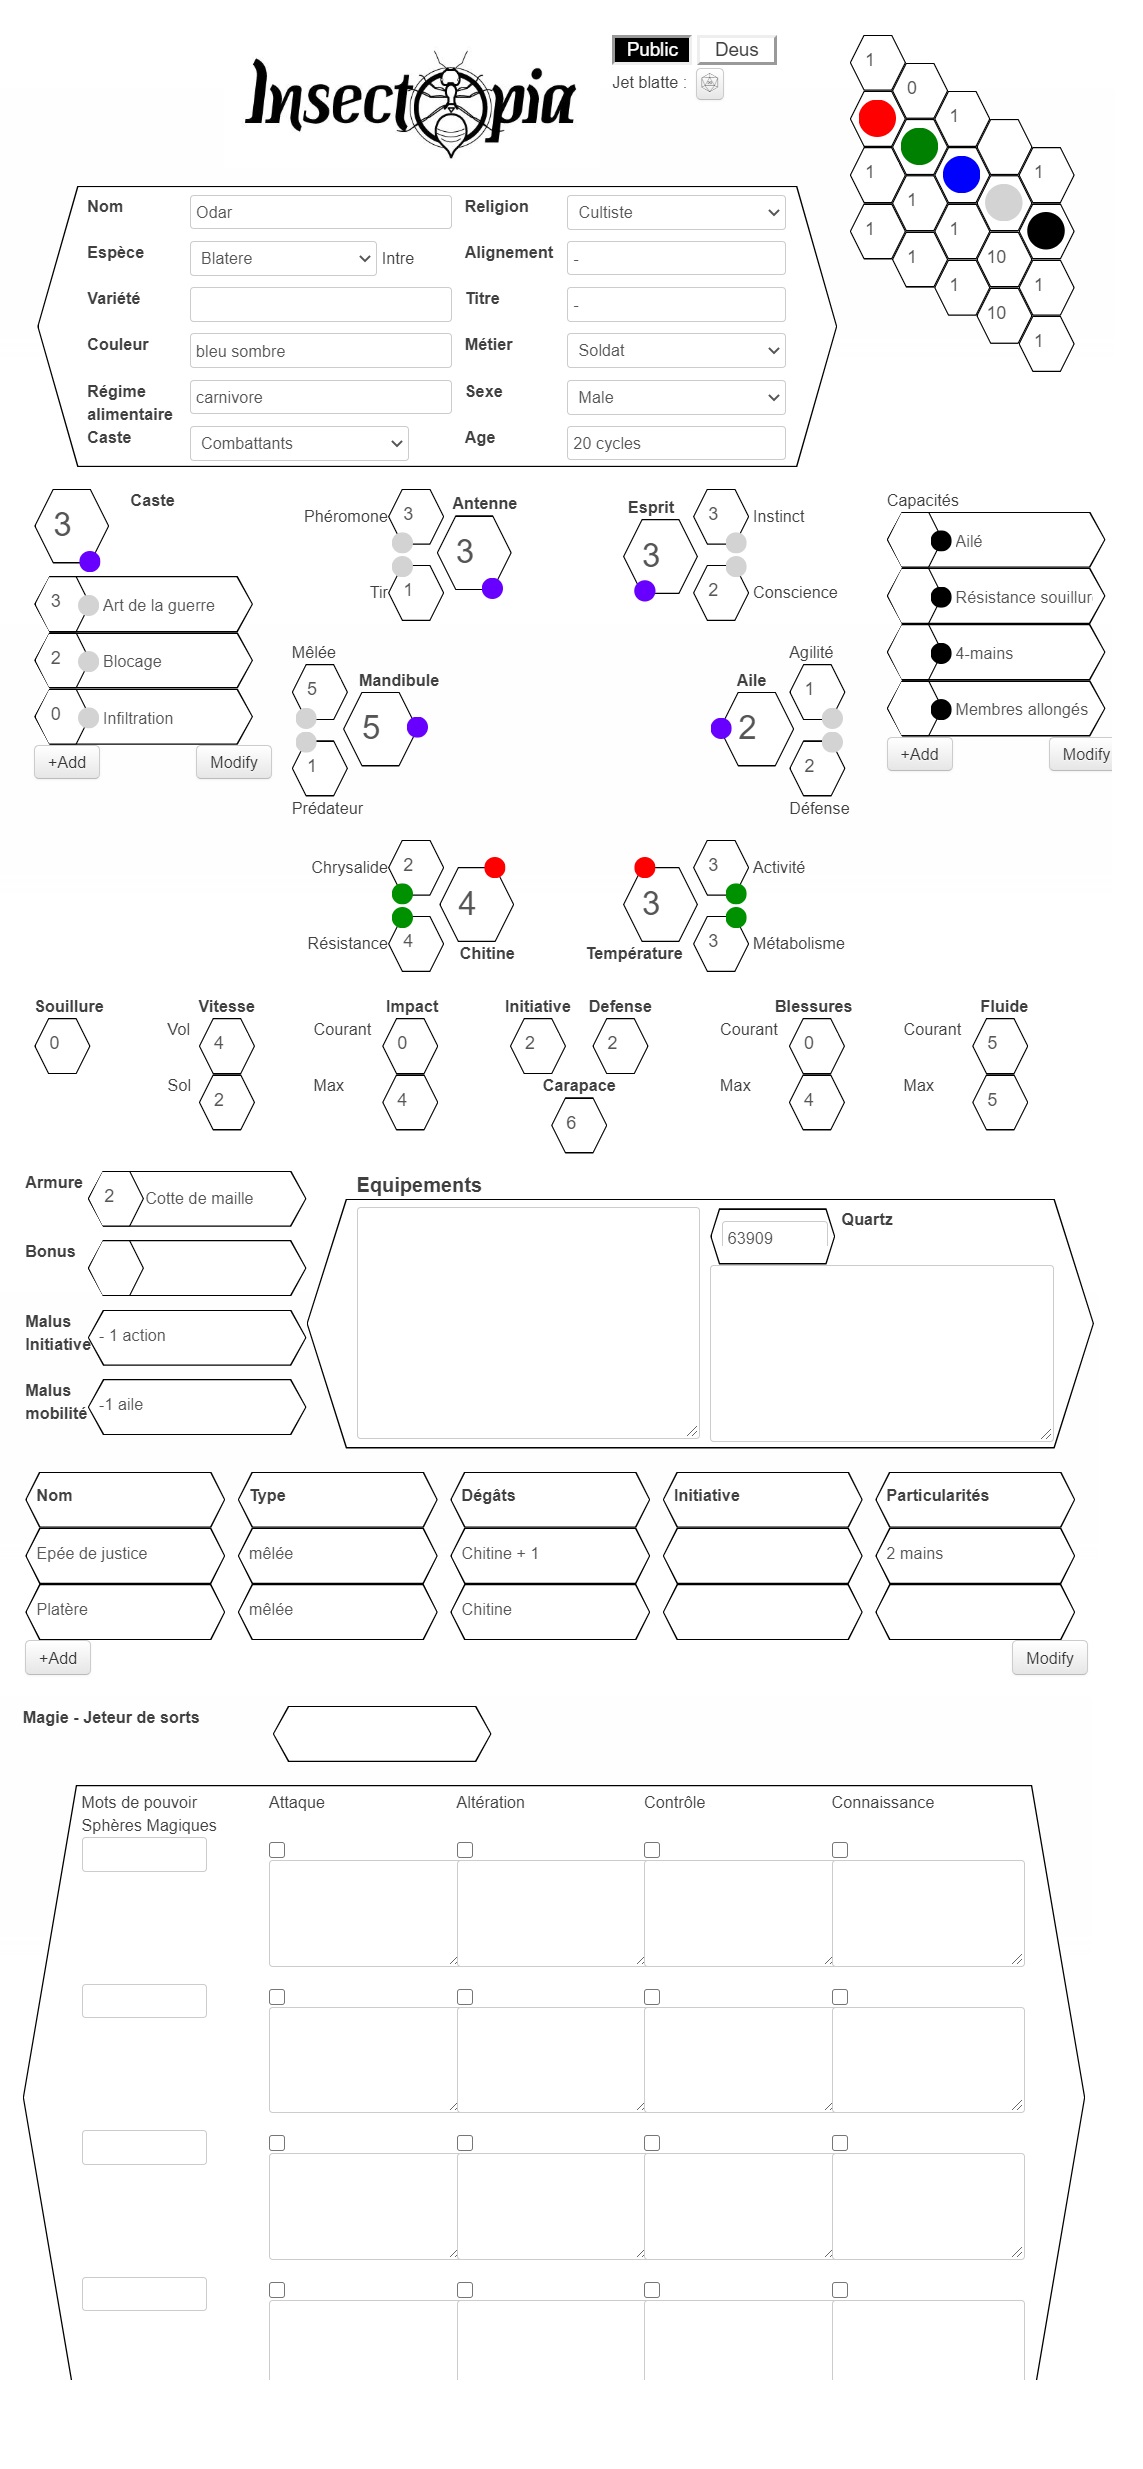 Insectopia
Public Deus
Jet blatte :
1
0
1
1
1
1
1
1
1
10
1
1
10
1
Nom Odar Religion Cultiste
Espèce Blatere Intre Alignement -
Variété Titre -
Couleur bleu sombre Métier Soldat
Régime alimentaire carnivore Sexe Male
Caste Combattants Age 20 cycles
3 Caste
3 Art de la guerre
2 Blocage
0 Infiltration
+Add Modify
Phéromone 3 Antenne
3
Tir 1
Esprit 3 Instinct
3
2 Conscience
Capacités
Ailé
Résistance souillur
4-mains
Membres allongés
+Add Modify
Mêlée
5 Mandibule
5
1
Prédateur
Agilité
Aile 1
2
2
Défense
Chrysalide 2
4
Résistance 4 Chitine
3 Activité
3
Température 3 Métabolisme
Souillure Vitesse Impact Initiative Defense Blessures Fluide
0 Vol 4 Courant 0 2 2 Courant 0 Courant 5
Sol 2 Max 4 Carapace Max 4 Max 5
6
Armure 2 Cotte de maille
Bonus
Malus Initiative - 1 action
Malus mobilité -1 aile
Equipements
63909 Quartz
Nom Type Dégâts Initiative Particularités
Epée de justice mêlée Chitine + 1 2 mains
Platère mêlée Chitine
+Add Modify
Magie - Jeteur de sorts
Mots de pouvoir Attaque Altération Contrôle Connaissance
Sphères Magiques